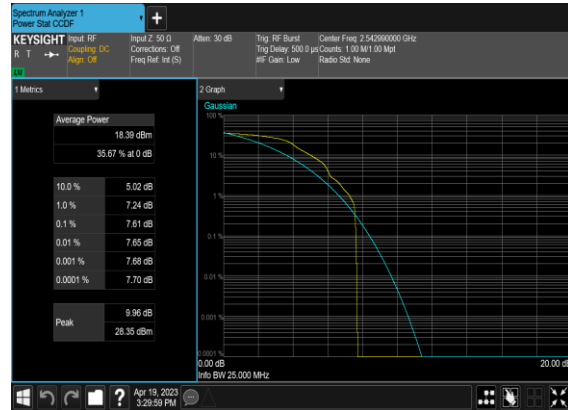 Spectrum Analyzer 1
Power Stat CCDF
+
KEYSIGHT
R T
LW
Input: RF
Coupling: DC
Align: Off
Input Z: 50 Ω
Corrections: Off
Freq Ref: Int (S)
Atten: 30 dB
Trig: RF Burst
Trig Delay: 500.0 µs
#IF Gain: Low
Center Freq: 2.542990000 GHz
Counts: 1.00 M/1.00 Mpt
Radio Std: None
1 Metrics
Average Power
18.39 dBm
35.67 % at 0 dB
10.0 % 5.02 dB
1.0 % 7.24 dB
0.1 % 7.61 dB
0.01 % 7.65 dB
0.001 % 7.68 dB
0.0001 % 7.70 dB
Peak
9.96 dB
28.35 dBm
2 Graph
Gaussian
100 %
10 %
1 %
0.1 %
0.01 %
0.001 %
0.0001 %
0.00 dB 20.00 dB
Info BW 25.000 MHz
?
Apr 19, 2023
3:29:59 PM